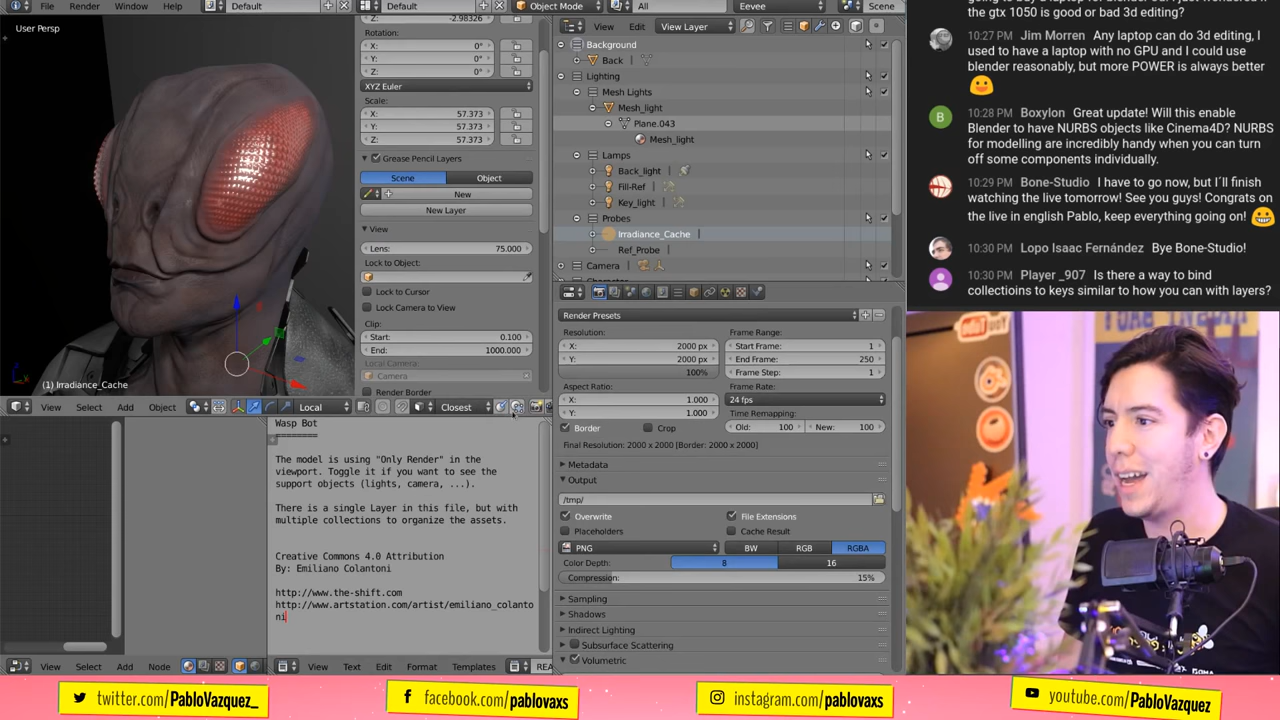 File Render Window Help
Default
Default
Object Mode
All
Eevee
Scene
User Persp
(1) Irradiance_Cache
Z: -2.98326
Rotation:
X: 0°
Y: 0°
Z: 0°
XYZ Euler
Scale:
X: 57.373
Y: 57.373
Z: 57.373
Grease Pencil Layers
Scene Object
New
New Layer
View
Lens: 75.000
Lock to Object:
Lock to Cursor
Lock Camera to View
Clip:
Start: 0.100
End: 1000.000
Local Camera:
Camera
Render Border
View Select Add Object
Local
Closest
View Edit View Layer
Background
Back
Lighting
Mesh Lights
Mesh_light
Plane.043
Mesh_light
Lamps
Back_light
Fill-Ref
Key_light
Probes
Irradiance_Cache
Ref_Probe
Camera
Render Presets
Resolution:
X: 2000 px
Y: 2000 px
100%
Aspect Ratio:
X: 1.000
Y: 1.000
Border
Crop
Frame Range:
Start Frame: 1
End Frame: 250
Frame Step: 1
Frame Rate:
24 fps
Time Remapping:
Old: 100
New: 100
Final Resolution: 2000 x 2000 [Border: 2000 x 2000]
Metadata
Output
/tmp/
Overwrite
File Extensions
Placeholders
Cache Result
PNG
BW RGB RGBA
Color Depth: 8 16
Compression: 15%
Sampling
Shadows
Indirect Lighting
Subsurface Scattering
Volumetric
Wasp Bot
========
The model is using "Only Render" in the
viewport. Toggle it if you want to see the
support objects (lights, camera, ...).
There is a single Layer in this file, but with
multiple collections to organize the assets.
Creative Commons 4.0 Attribution
By: Emiliano Colantoni
http://www.the-shift.com
http://www.artstation.com/artist/emiliano_colanto
ni
View Select Add Node
View Text Edit Format Templates
REA
the gtx 1050 is good or bad 3d editing?
10:27 PM Jim Morren Any laptop can do 3d editing, I
used to have a laptop with no GPU and I could use
blender reasonably, but more POWER is always better
B
10:28 PM Boxylon Great update! Will this enable
Blender to have NURBS objects like Cinema4D? NURBS
for modelling are incredibly handy when you can turn
off some components individually.
10:29 PM Bone-Studio I have to go now, but I´ll finish
watching the live tomorrow! See you guys! Congrats on
the live in english Pablo, keep everything going on!
10:30 PM Lopo Isaac Fernández Bye Bone-Studio!
10:30 PM Player _907 Is there a way to bind
collectioins to keys similar to how you can with layers?
twitter.com/PabloVazquez_
facebook.com/pablovaxs
instagram.com/pablovaxs
youtube.com/PabloVazquez